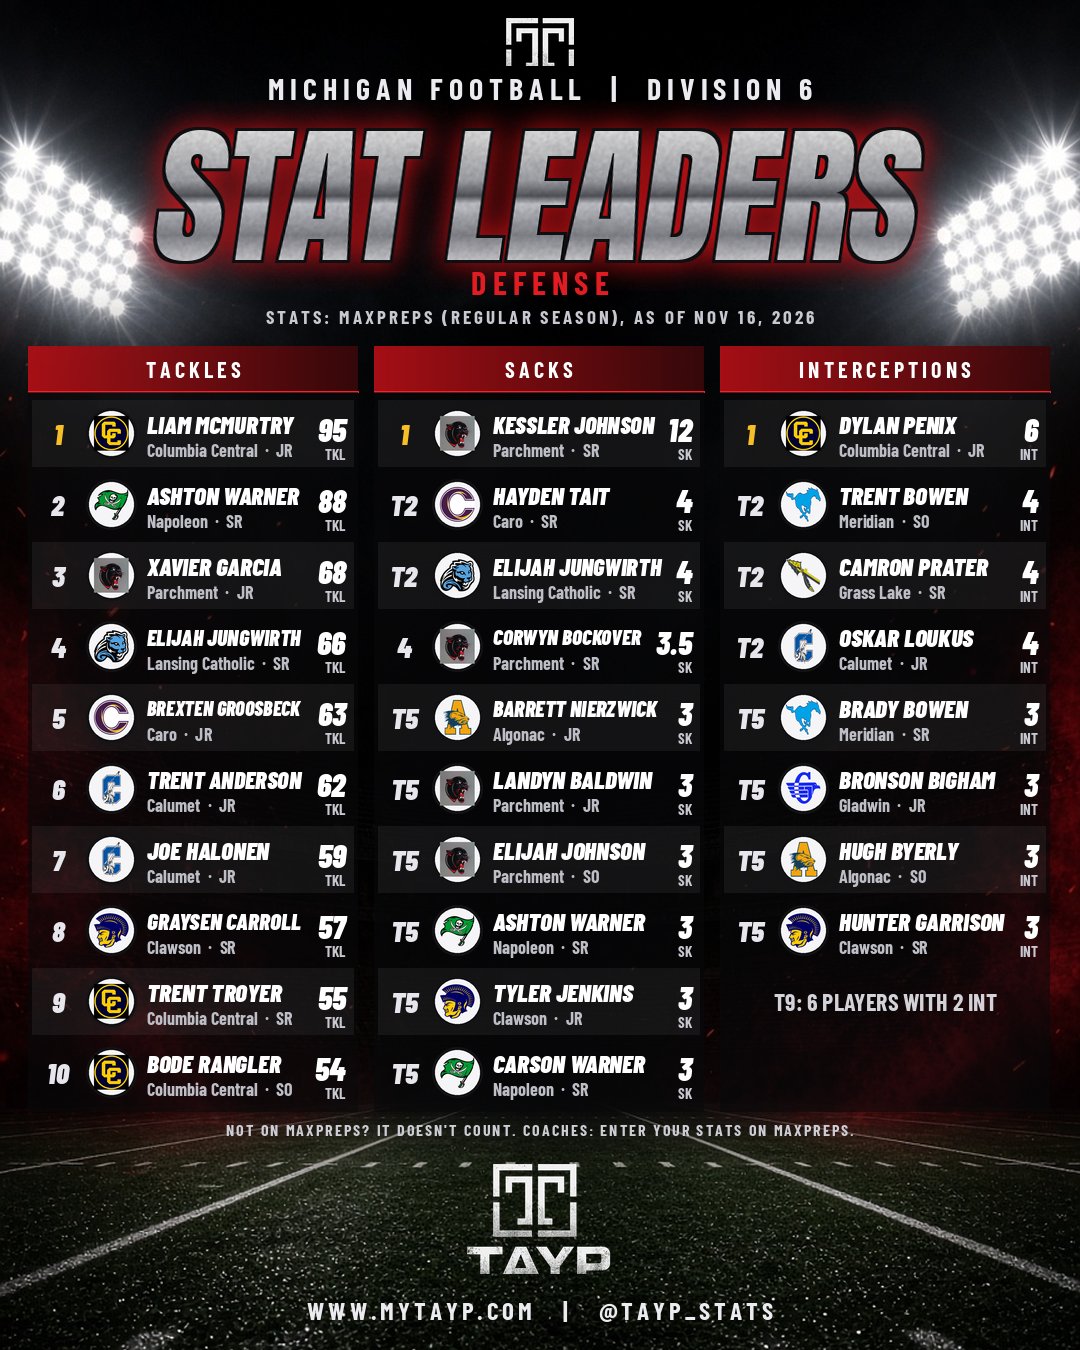 MICHIGAN FOOTBALL | DIVISION 6
STAT LEADERS
DEFENSE
STATS: MAXPREPS (REGULAR SEASON), AS OF NOV 16, 2026
TACKLES
1 LIAM MCMURTRY 95
Columbia Central · JR TKL
2 ASHTON WARNER 88
Napoleon · SR TKL
3 XAVIER GARCIA 68
Parchment · JR TKL
4 ELIJAH JUNGWIRTH 66
Lansing Catholic · SR TKL
5 BREXTEN GROOSBECK 63
Caro · JR TKL
6 TRENT ANDERSON 62
Calumet · JR TKL
7 JOE HALONEN 59
Calumet · JR TKL
8 GRAYSEN CARROLL 57
Clawson · SR TKL
9 TRENT TROYER 55
Columbia Central · SR TKL
10 BODE RANGLER 54
Columbia Central · SO TKL
SACKS
1 KESSLER JOHNSON 12
Parchment · SR SK
T2 HAYDEN TAIT 4
Caro · SR SK
T2 ELIJAH JUNGWIRTH 4
Lansing Catholic · SR SK
4 CORWYN BOCKOVER 3.5
Parchment · SR SK
T5 BARRETT NIERZWICK 3
Algonac · JR SK
T5 LANDYN BALDWIN 3
Parchment · JR SK
T5 ELIJAH JOHNSON 3
Parchment · SO SK
T5 ASHTON WARNER 3
Napoleon · SR SK
T5 TYLER JENKINS 3
Clawson · JR SK
T5 CARSON WARNER 3
Napoleon · SR SK
INTERCEPTIONS
1 DYLAN PENIX 6
Columbia Central · JR INT
T2 TRENT BOWEN 4
Meridian · SO INT
T2 CAMRON PRATER 4
Grass Lake · SR INT
T2 OSKAR LOUKUS 4
Calumet · JR INT
T5 BRADY BOWEN 3
Meridian · SR INT
T5 BRONSON BIGHAM 3
Gladwin · JR INT
T5 HUGH BYERLY 3
Algonac · SO INT
T5 HUNTER GARRISON 3
Clawson · SR INT
T9: 6 PLAYERS WITH 2 INT
NOT ON MAXPREPS? IT DOESN'T COUNT. COACHES: ENTER YOUR STATS ON MAXPREPS.
TAYP
WWW.MYTAYP.COM | @TAYP_STATS